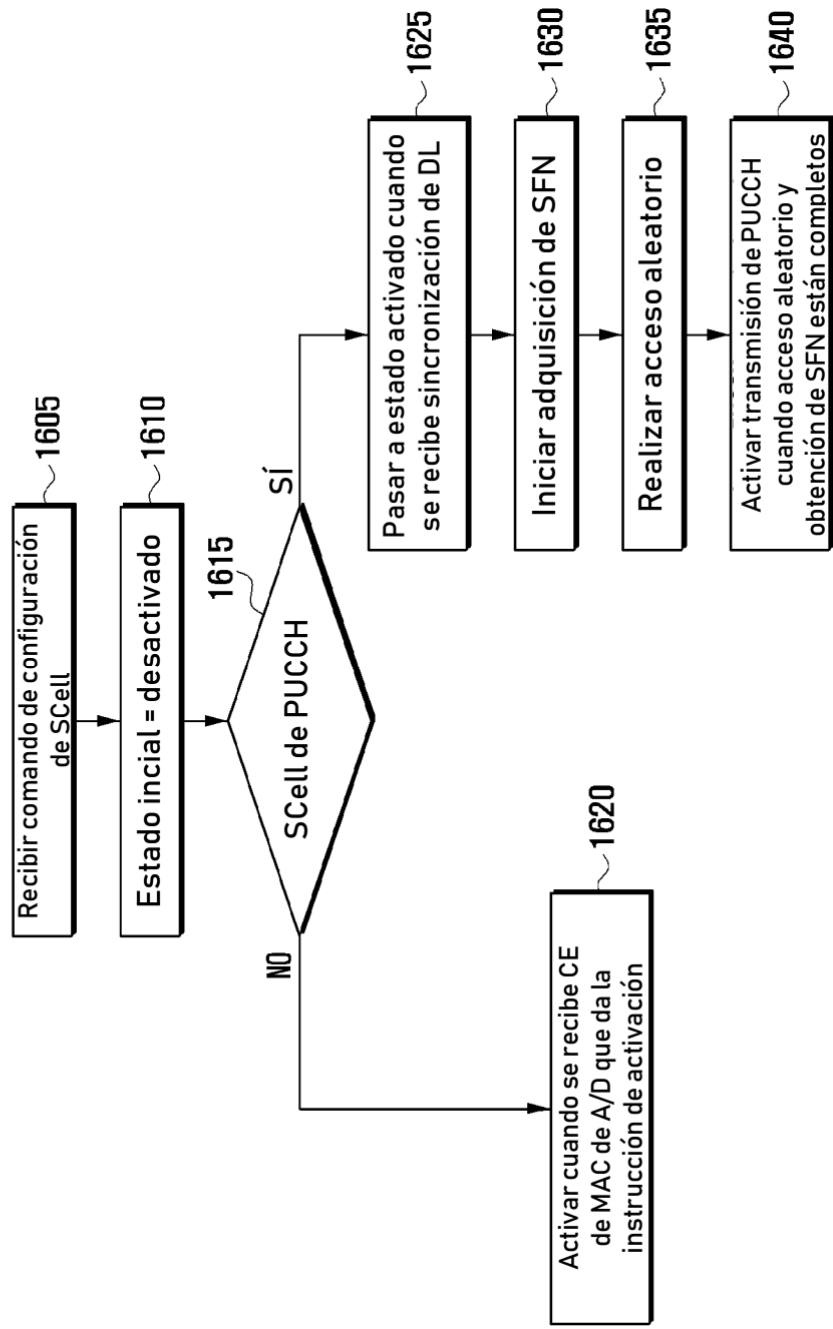 Recibir comando de configuración
de SCell
1605
Estado incial = desactivado
1610
SCell de PUCCH
1615
NO
SÍ
Activar cuando se recibe CE
de MAC de A/D que da la
instrucción de activación
1620
Pasar a estado activado cuando
se recibe sincronización de DL
1625
Iniciar adquisición de SFN
1630
Realizar acceso aleatorio
1635
Activar transmisión de PUCCH
cuando acceso aleatorio y
obtención de SFN están completos
1640